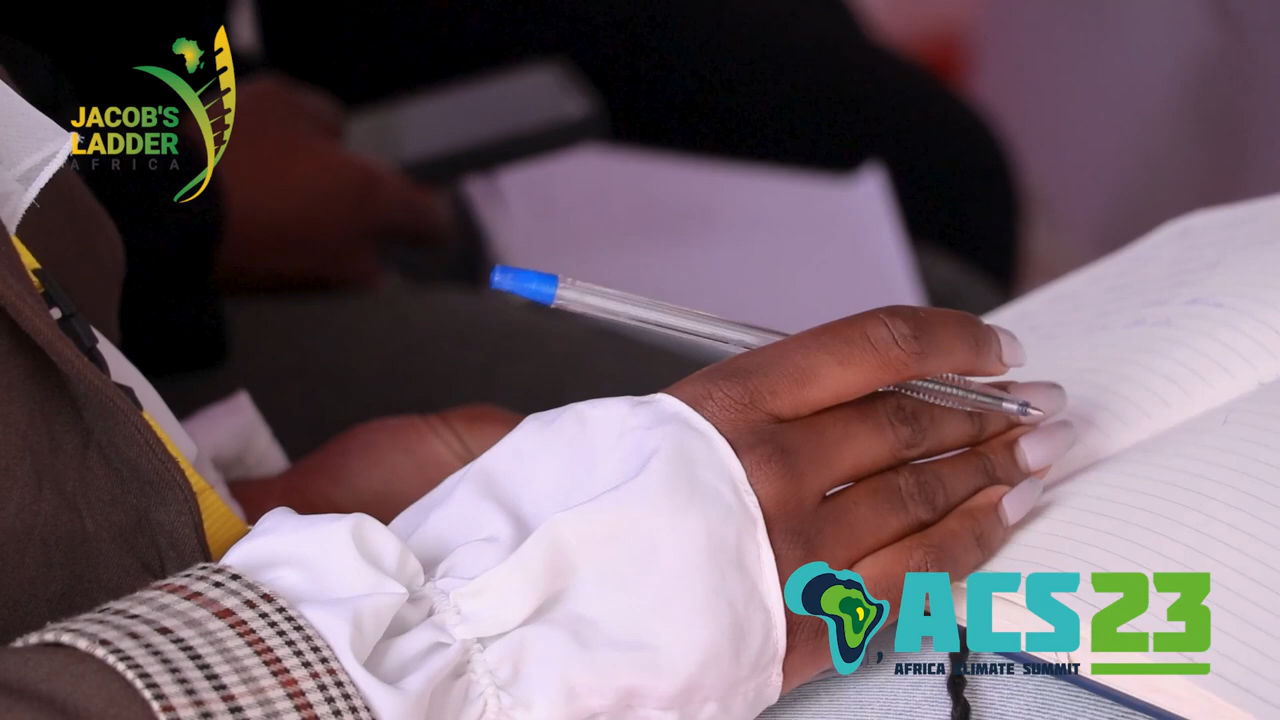 JACOB'S
LADDER
AFRICA
ACS23
AFRICA CLIMATE SUMMIT